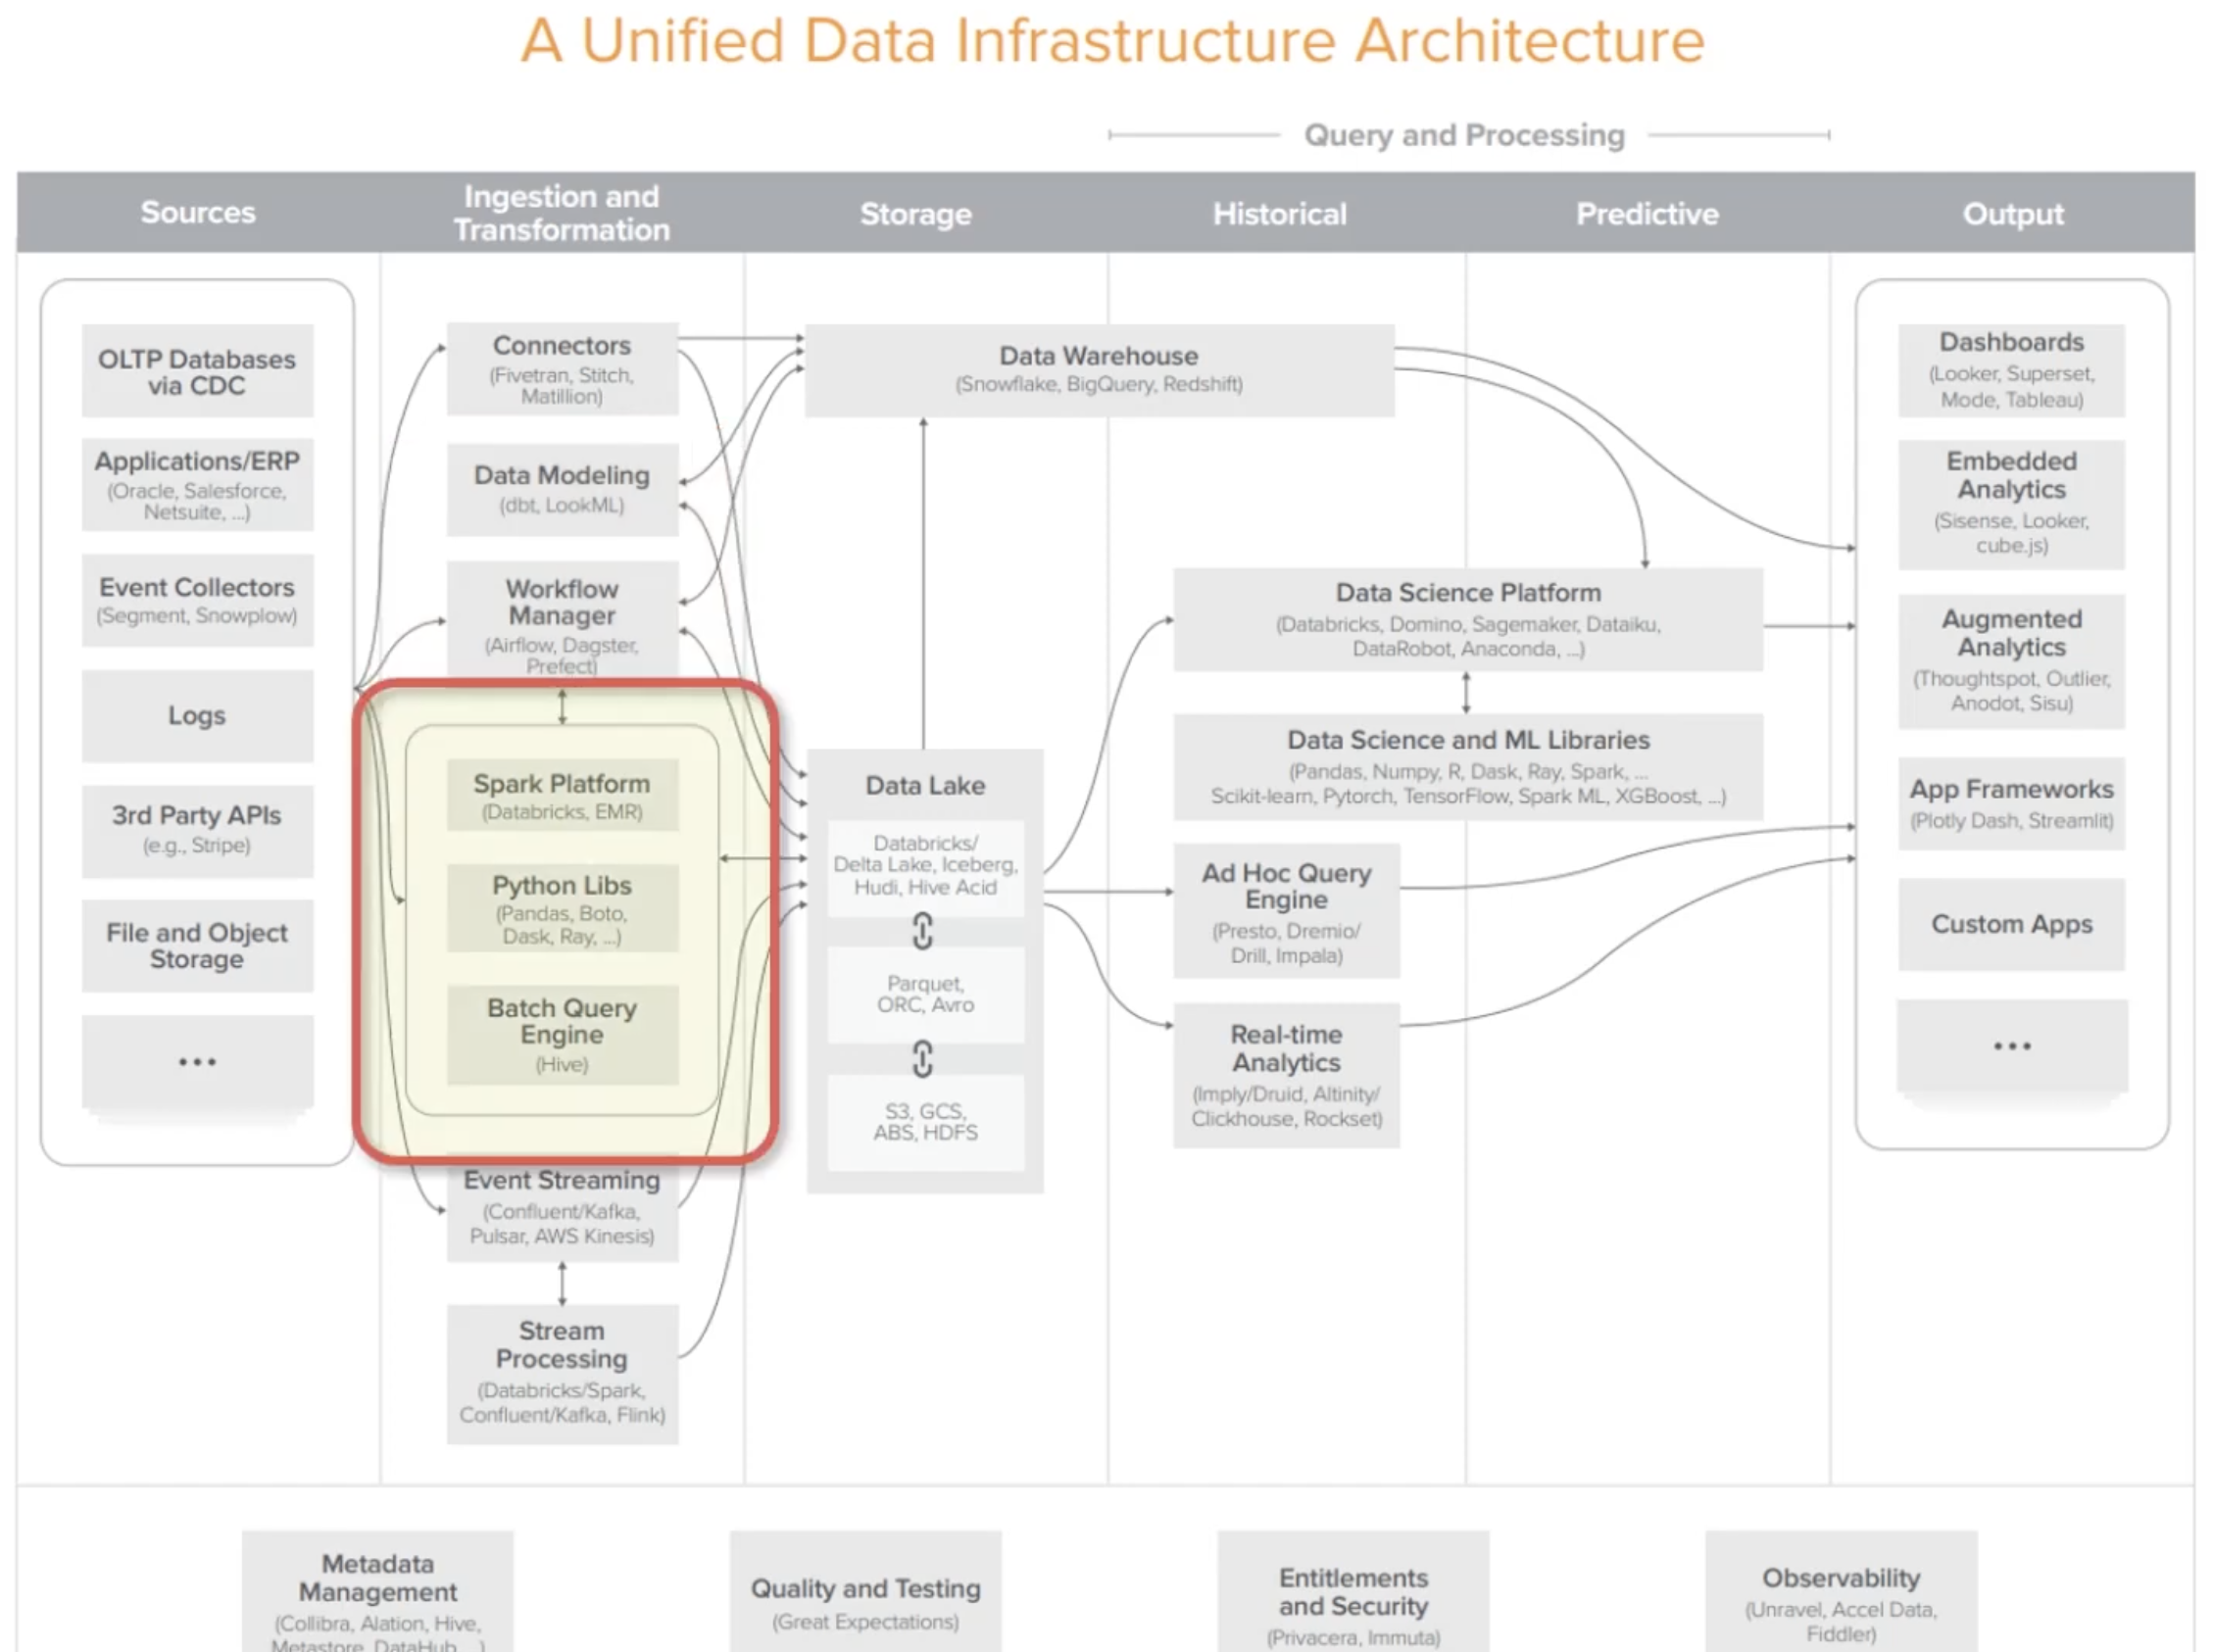 A Unified Data Infrastructure Architecture
Query and Processing
Sources
Ingestion and
Transformation
Storage
Historical
Predictive
Output
OLTP Databases
via CDC
Applications/ERP
(Oracle, Salesforce,
Netsuite, ...)
Event Collectors
(Segment, Snowplow)
Logs
3rd Party APIs
(e.g., Stripe)
File and Object
Storage
...
Connectors
(Fivetran, Stitch,
Matillion)
Data Modeling
(dbt, LookML)
Workflow
Manager
(Airflow, Dagster,
Prefect)
Spark Platform
(Databricks, EMR)
Python Libs
(Pandas, Boto,
Dask, Ray, ...)
Batch Query
Engine
(Hive)
Event Streaming
(Confluent/Kafka,
Pulsar, AWS Kinesis)
Stream
Processing
(Databricks/Spark,
Confluent/Kafka, Flink)
Data Warehouse
(Snowflake, BigQuery, Redshift)
Data Lake
Databricks/
Delta Lake, Iceberg,
Hudi, Hive Acid
Parquet,
ORC, Avro
S3, GCS,
ABS, HDFS
Data Science Platform
(Databricks, Domino, Sagemaker, Dataiku,
DataRobot, Anaconda, ...)
Data Science and ML Libraries
(Pandas, Numpy, R, Dask, Ray, Spark, ...
Scikit-learn, Pytorch, TensorFlow, Spark ML, XGBoost, ...)
Ad Hoc Query
Engine
(Presto, Dremio/
Drill, Impala)
Real-time
Analytics
(Imply/Druid, Altinity/
Clickhouse, Rockset)
Dashboards
(Looker, Superset,
Mode, Tableau)
Embedded
Analytics
(Sisense, Looker,
cube.js)
Augmented
Analytics
(Thoughtspot, Outlier,
Anodot, Sisu)
App Frameworks
(Plotly Dash, Streamlit)
Custom Apps
...
Metadata
Management
(Collibra, Alation, Hive,
Metastore, DataHub, ...)
Quality and Testing
(Great Expectations)
Entitlements
and Security
(Privacera, Immuta)
Observability
(Unravel, Accel Data,
Fiddler)